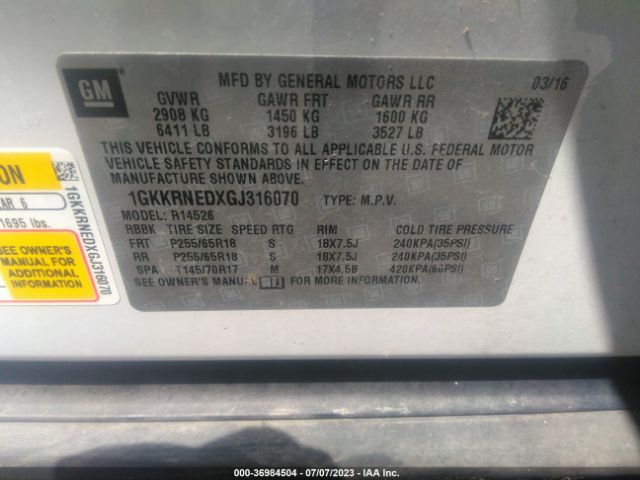 GM
MFD BY GENERAL MOTORS LLC 03/16
GVWR GAWR FRT. GAWR RR
2908 KG 1450 KG 1600 KG
6411 LB 3196 LB 3527 LB
THIS VEHICLE CONFORMS TO ALL APPLICABLE U.S. FEDERAL MOTOR
VEHICLE SAFETY STANDARDS IN EFFECT ON THE DATE OF
MANUFACTURE SHOWN ABOVE.
1GKKRNEDXGJ316070 TYPE: M.P.V.
MODEL: R14526
RBBK TIRE SIZE SPEED RTG RIM COLD TIRE PRESSURE
FRT P255/65R18 S 18X7.5J 240KPA(35PSI)
RR P255/65R18 S 18X7.5J 240KPA(35PSI)
SPA T145/70R17 M 17X4.5B 420KPA(60PSI)
SEE OWNER'S MANUAL FOR MORE INFORMATION.
ON
AR 6
1695 lbs.
SEE OWNER'S
MANUAL FOR
ADDITIONAL
INFORMATION
1GKKRNEDXGJ316070
000-36984504 | 07/07/2023 | IAA Inc.